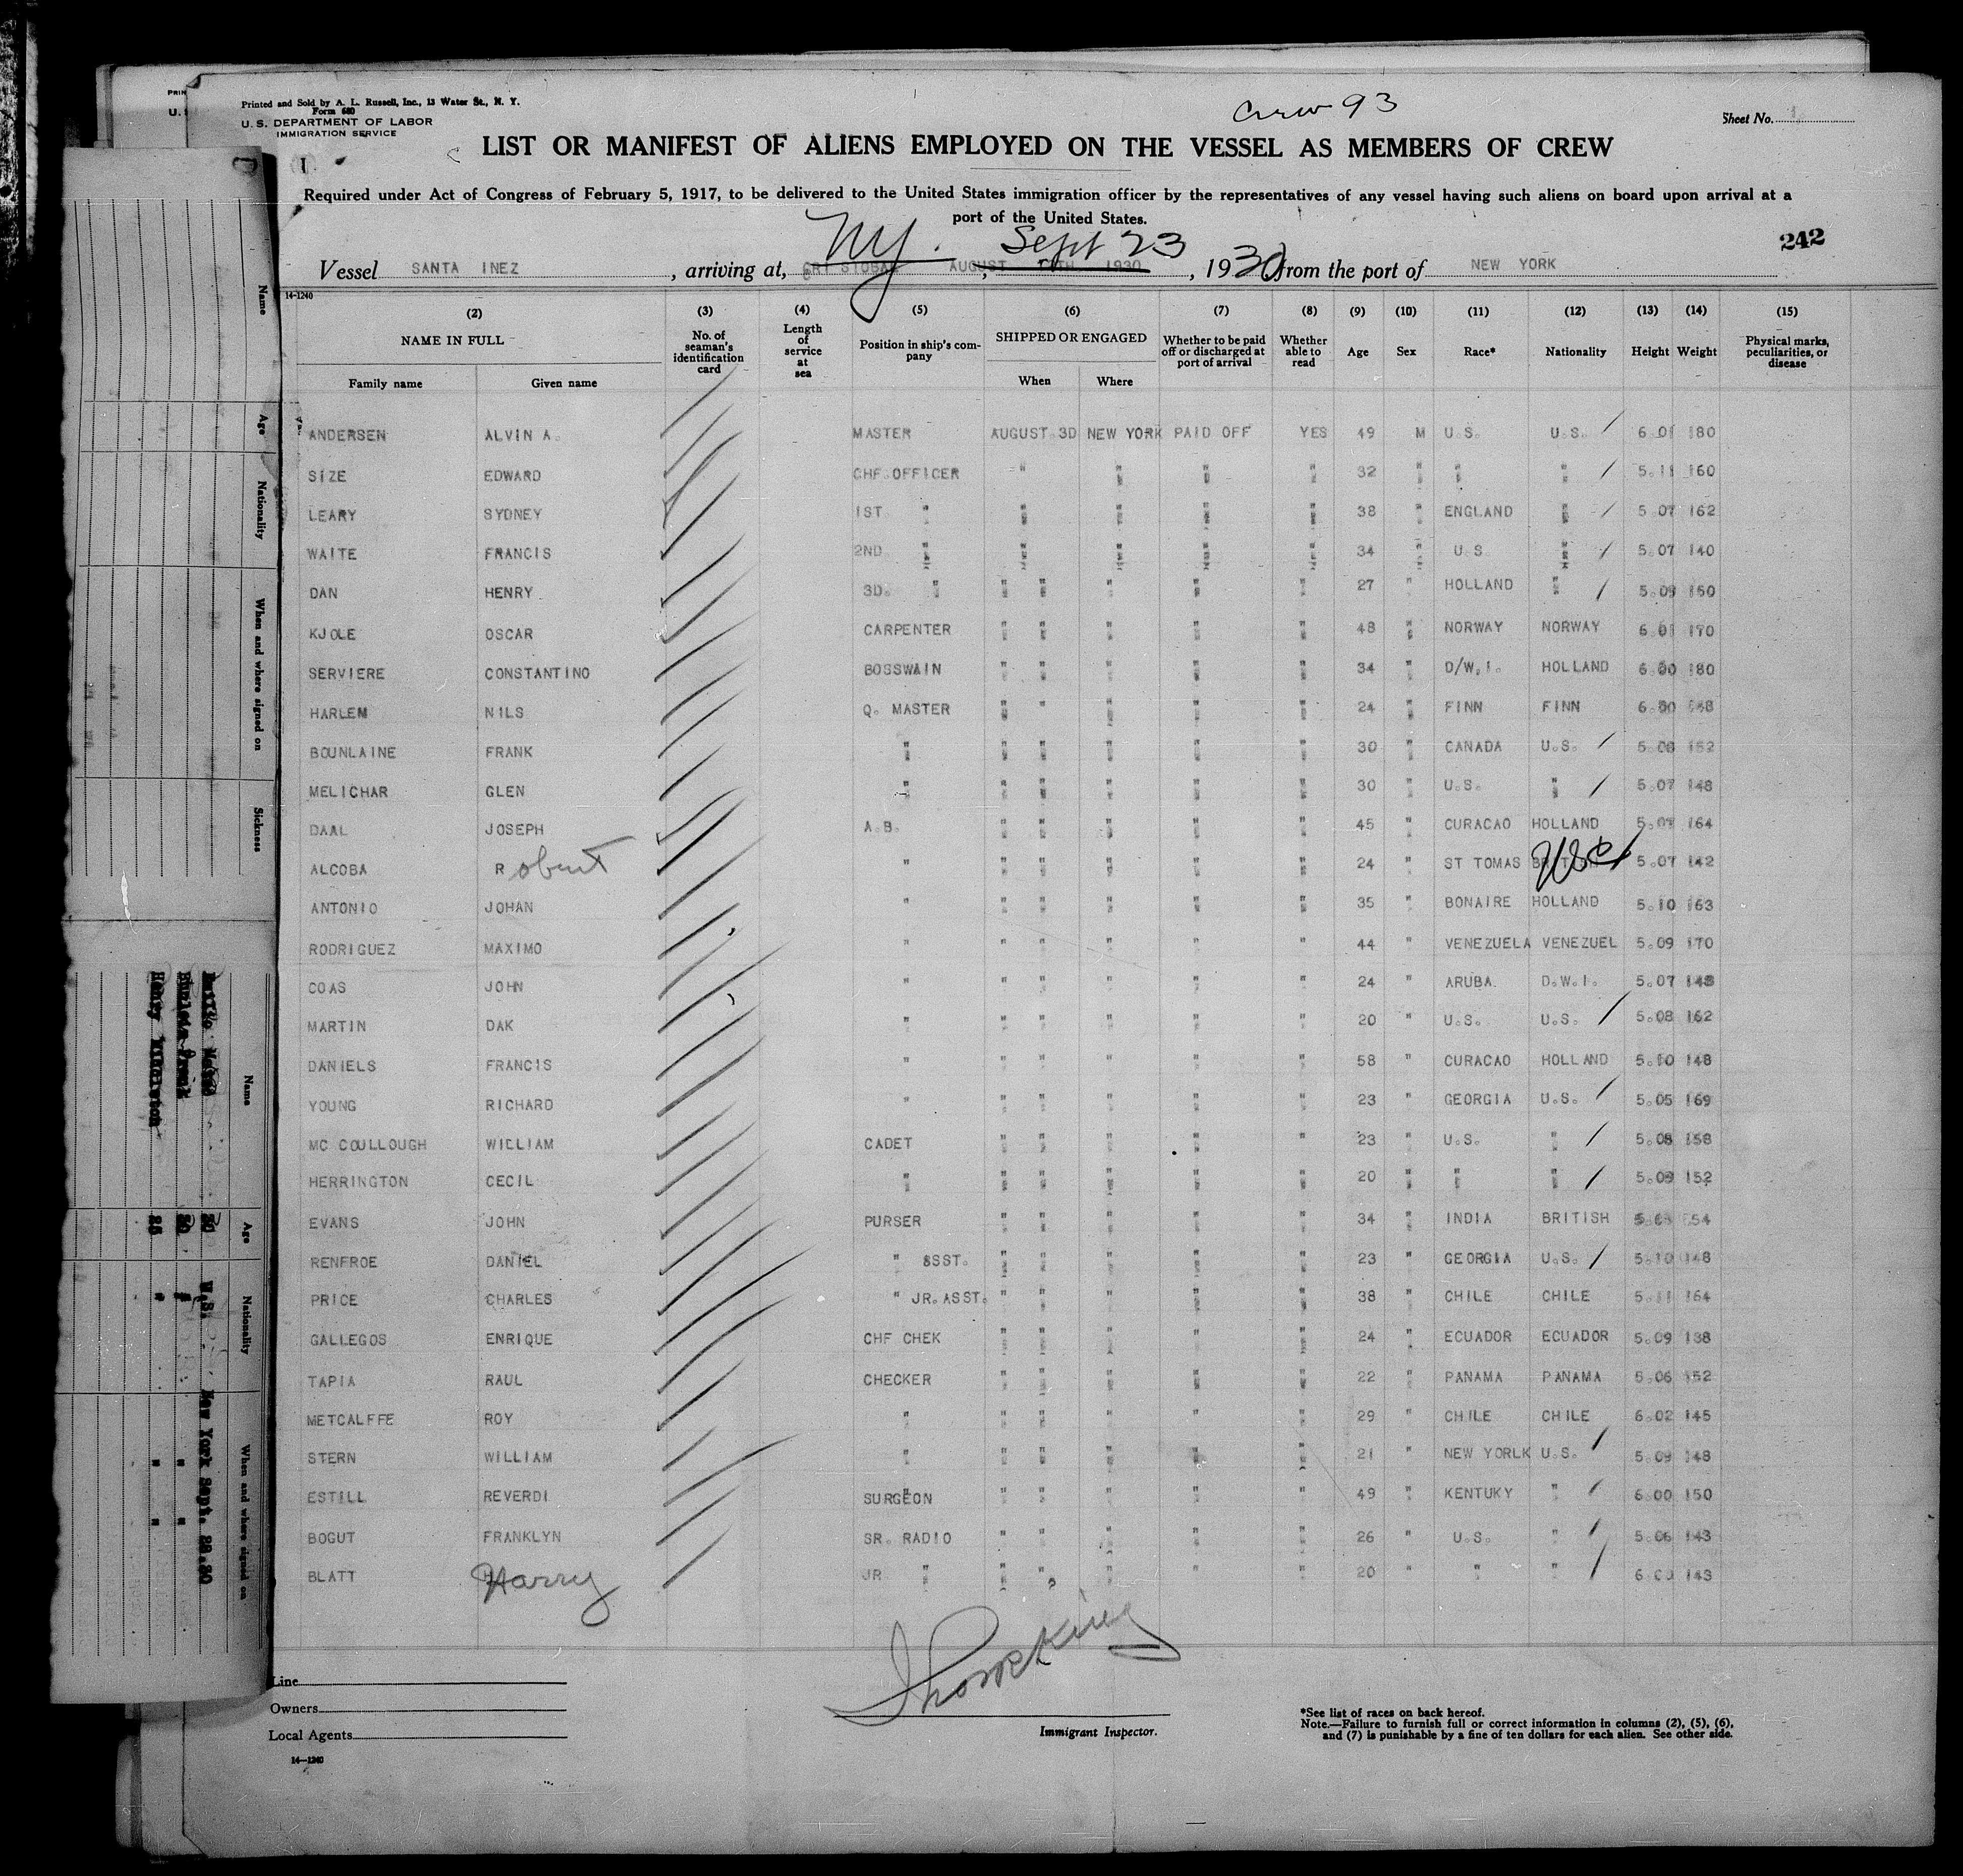 Printed and Sold by A. L. Russell, Inc., 13 Water St., N. Y.
Form 680
U. S. DEPARTMENT OF LABOR
IMMIGRATION SERVICE
Crew 93
Sheet No. 1
LIST OR MANIFEST OF ALIENS EMPLOYED ON THE VESSEL AS MEMBERS OF CREW
Required under Act of Congress of February 5, 1917, to be delivered to the United States immigration officer by the representatives of any vessel having such aliens on board upon arrival at a
port of the United States.
242
Vessel SANTA INEZ, arriving at, NY. Sept 23, 1930, from the port of NEW YORK
14-1240
(2) (3) (4) (5) (6) (7) (8) (9) (10) (11) (12) (13) (14) (15)
NAME IN FULL No. of seaman's identification card Length of service at sea Position in ship's company SHIPPED OR ENGAGED Whether to be paid off or discharged at port of arrival Whether able to read Age Sex Race* Nationality Height Weight Physical marks, peculiarities, or disease
Family name Given name When Where
ANDERSEN ALVIN A. MASTER AUGUST 3D NEW YORK PAID OFF YES 49 M U.S. U.S. 6 01 180
SIZE EDWARD CHF.OFFICER " " " " 32 " " " 5.11 160
LEARY SYDNEY 1ST " " " " " 38 " ENGLAND " 5 07 162
WAITE FRANCIS 2ND " " " " " 34 " U S " 5.07 140
DAN HENRY 3D. " " " " " " 27 " HOLLAND " 5.09 160
KJOLE OSCAR CARPENTER " " " " " 48 " NORWAY NORWAY 6.01 170
SERVIERE CONSTANTINO BOSSWAIN " " " " " 34 " D/W.I. HOLLAND 6.00 180
HARLEM NILS Q. MASTER " " " " " 24 " FINN FINN 6.00
BOUNLAINE FRANK " " " " " " 30 " CANADA U.S. 5.08 152
MELICHAR GLEN " " " " " " 30 " U.S. " 5.07 148
DAAL JOSEPH A.B. " " " " " 45 " CURACAO HOLLAND 5.07 164
ALCOBA Robert " " " " " " 24 " ST TOMAS 5.07 142
ANTONIO JOHAN " " " " " " 35 " BONAIRE HOLLAND 5.10 163
RODRIGUEZ MAXIMO " " " " " " 44 " VENEZUELA VENEZUEL 5.09 170
COAS JOHN " " " " " " 24 " ARUBA. D.W.I. 5.07 148
MARTIN DAK " " " " " " 20 " U.S. U.S. 5.08 162
DANIELS FRANCIS " " " " " " 58 " CURACAO HOLLAND 5.10 148
YOUNG RICHARD " " " " " " 23 " GEORGIA U.S. 5.05 169
MC COULLOUGH WILLIAM CADET " " " " " 23 " U.S. " 5.08 158
HERRINGTON CECIL " " " " " " 20 " " " 5.09 152
EVANS JOHN PURSER " " " " " 34 " INDIA BRITISH
RENFROE DANIEL " SSST. " " " " " 23 " GEORGIA U.S. 5.10 148
PRICE CHARLES " JR.ASST. " " " " " 38 " CHILE CHILE 5.11 164
GALLEGOS ENRIQUE CHF CHEK " " " " " 24 " ECUADOR ECUADOR 5.09 138
TAPIA RAUL CHECKER " " " " " 22 " PANAMA PANAMA 5.06 152
METCALFFE ROY " " " " " " 29 " CHILE CHILE 6.02 145
STERN WILLIAM " " " " " " 21 " NEW YORLK U.S. 5.09 148
ESTILL REVERDI SURGEON " " " " " 49 " KENTUKY " 6.00 150
BOGUT FRANKLYN SR. RADIO " " " " " 26 " U.S. " 5.06 143
BLATT Harry JR " " " " " " 20 " " " 6.00 143
Line
Owners
Local Agents
14-1240
Immigrant Inspector.
*See list of races on back hereof.
Note.—Failure to furnish full or correct information in columns (2), (5), (6),
and (7) is punishable by a fine of ten dollars for each alien. See other side.
Name
Age
Nationality
When and where signed on
Sickness
Name
Age
Nationality
When and where signed on
U.S.
New York Sept.